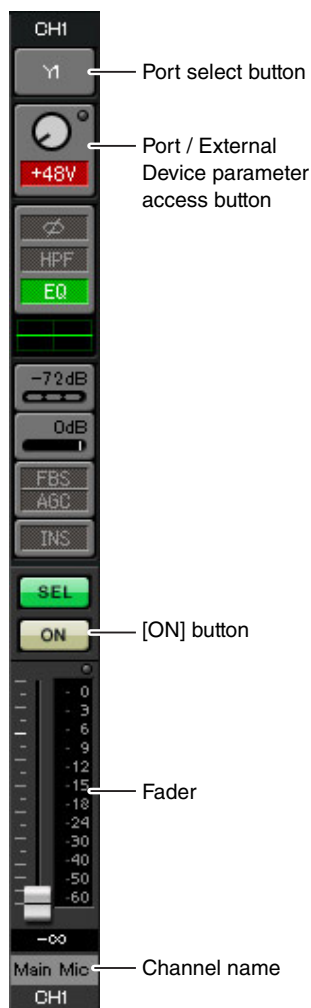 CH1
Y1
Port select button
Port / External
Device parameter
access button
+48V
Ø
HPF
EQ
-72dB
0dB
FBS
AGC
INS
SEL
ON
[ON] button
- 0
- 3
- 6
- 9
-12
-15
-18
-24
-30
-40
-50
-60
Fader
-∞
Main Mic
Channel name
CH1